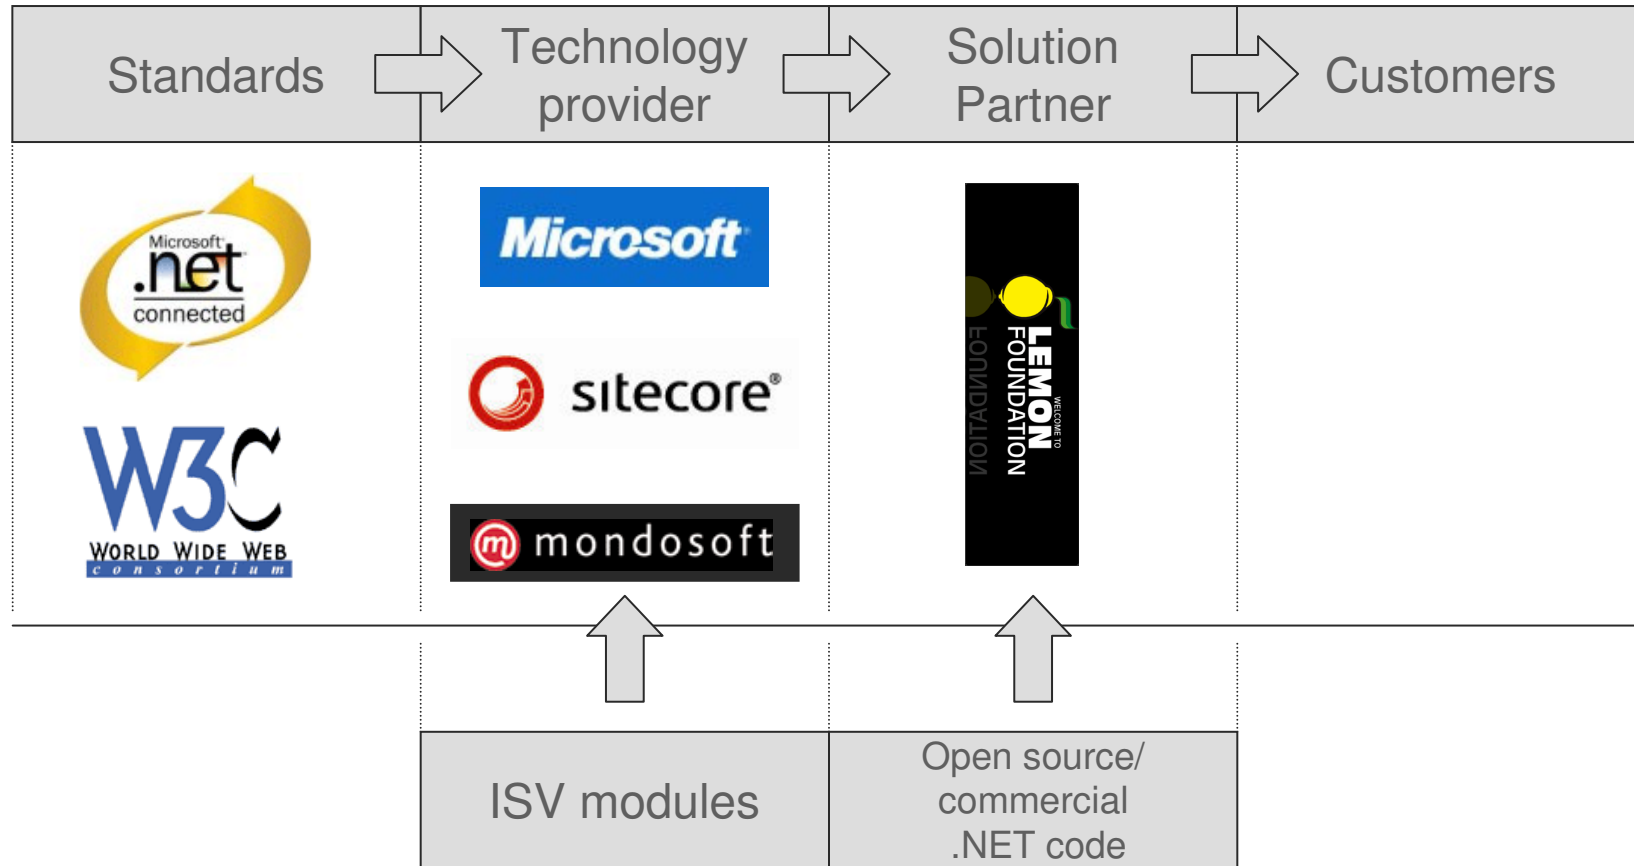 Standards
Technology
provider
Solution
Partner
Customers
Microsoft
.net
connected
W3C
WORLD WIDE WEB
consortium
Microsoft
sitecore®
mondosoft
WELCOME TO
LEMON
FOUNDATION
FOUNDATION
ISV modules
Open source/
commercial
.NET code